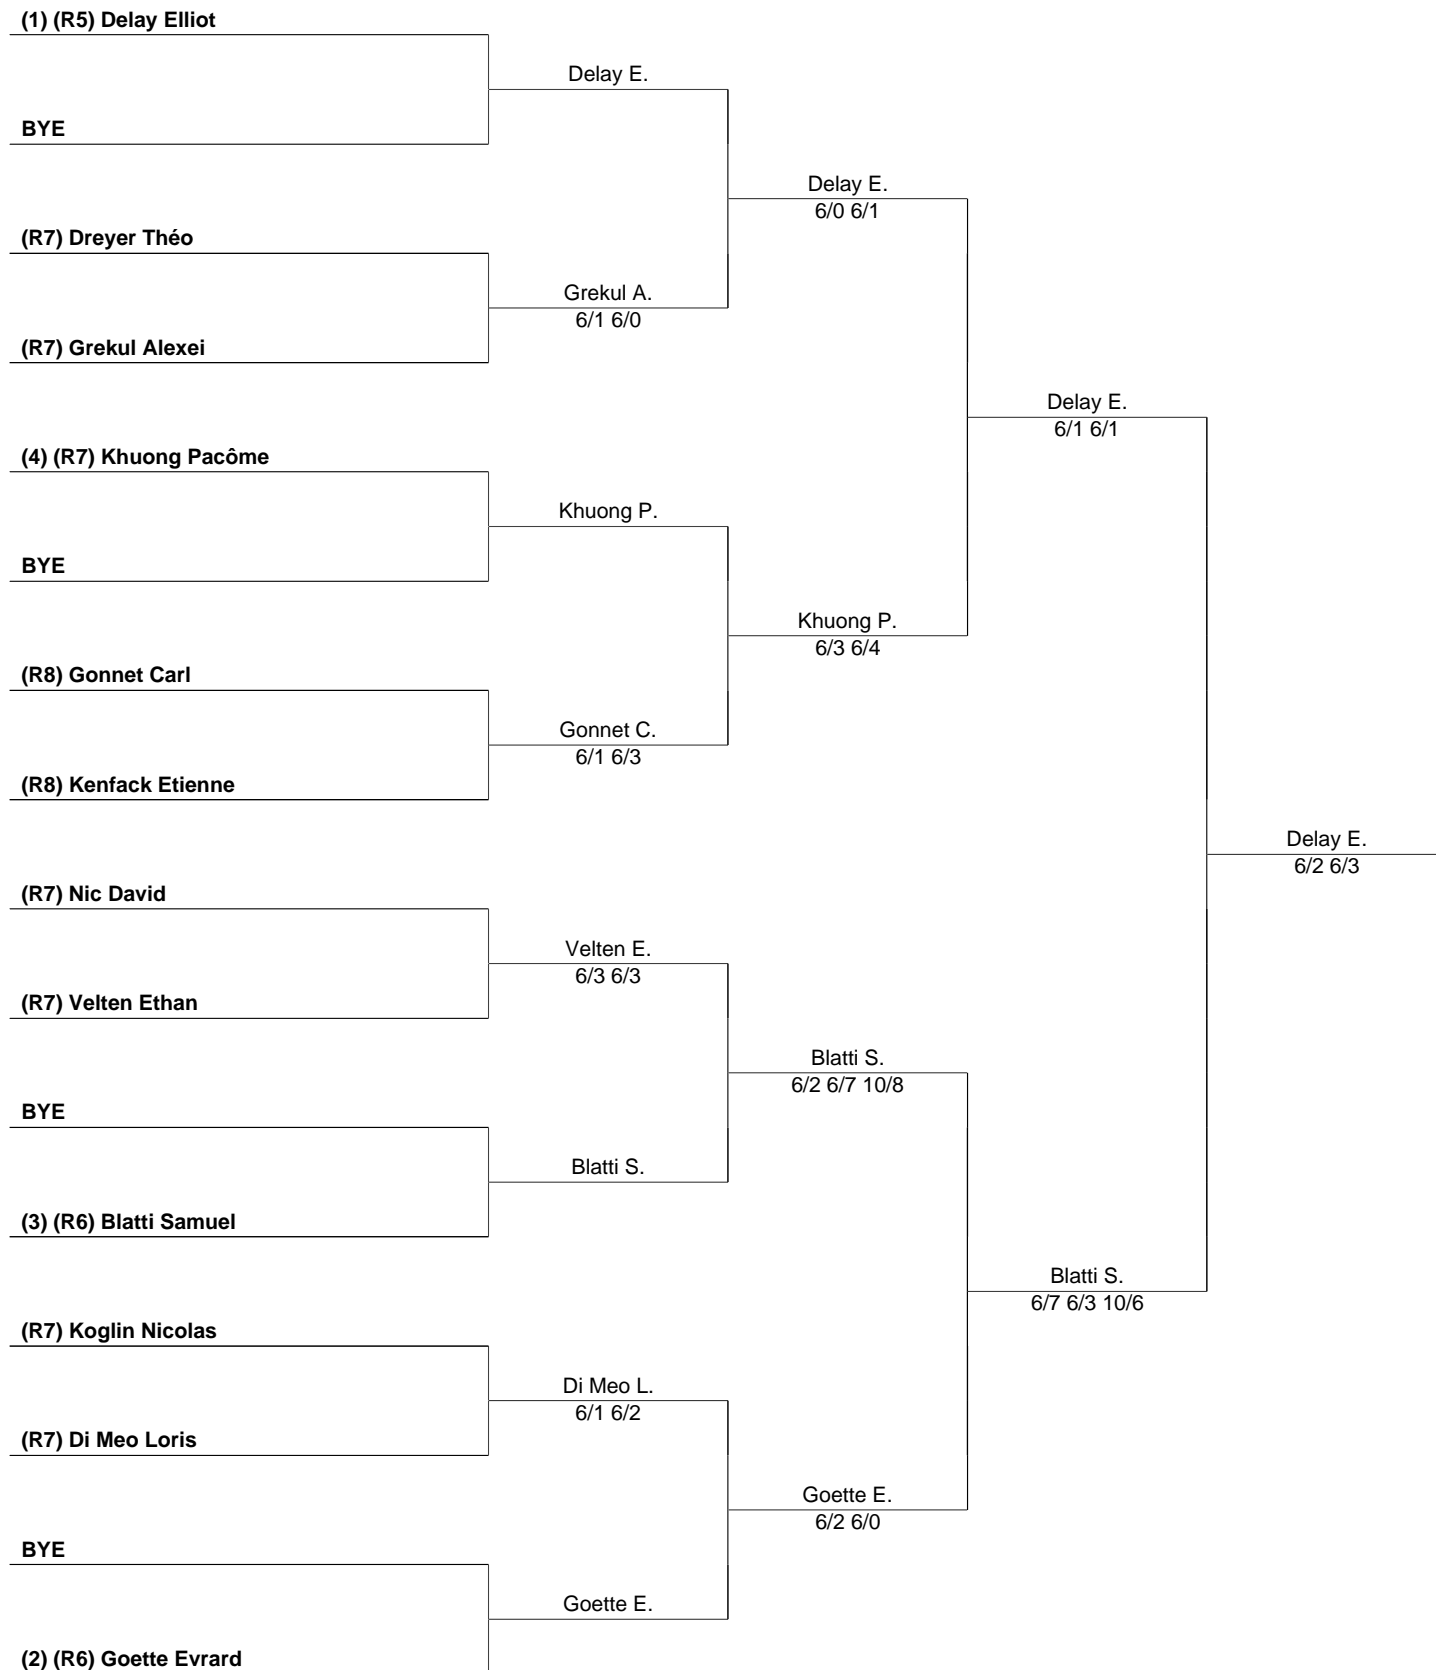 (1) (R5) Delay Elliot
Delay E.
BYE
Delay E.
6/0 6/1
(R7) Dreyer Théo
Grekul A.
6/1 6/0
(R7) Grekul Alexei
Delay E.
6/1 6/1
(4) (R7) Khuong Pacôme
Khuong P.
BYE
Khuong P.
6/3 6/4
(R8) Gonnet Carl
Gonnet C.
6/1 6/3
(R8) Kenfack Etienne
Delay E.
6/2 6/3
(R7) Nic David
Velten E.
6/3 6/3
(R7) Velten Ethan
Blatti S.
6/2 6/7 10/8
BYE
Blatti S.
(3) (R6) Blatti Samuel
Blatti S.
6/7 6/3 10/6
(R7) Koglin Nicolas
Di Meo L.
6/1 6/2
(R7) Di Meo Loris
Goette E.
6/2 6/0
BYE
Goette E.
(2) (R6) Goette Evrard